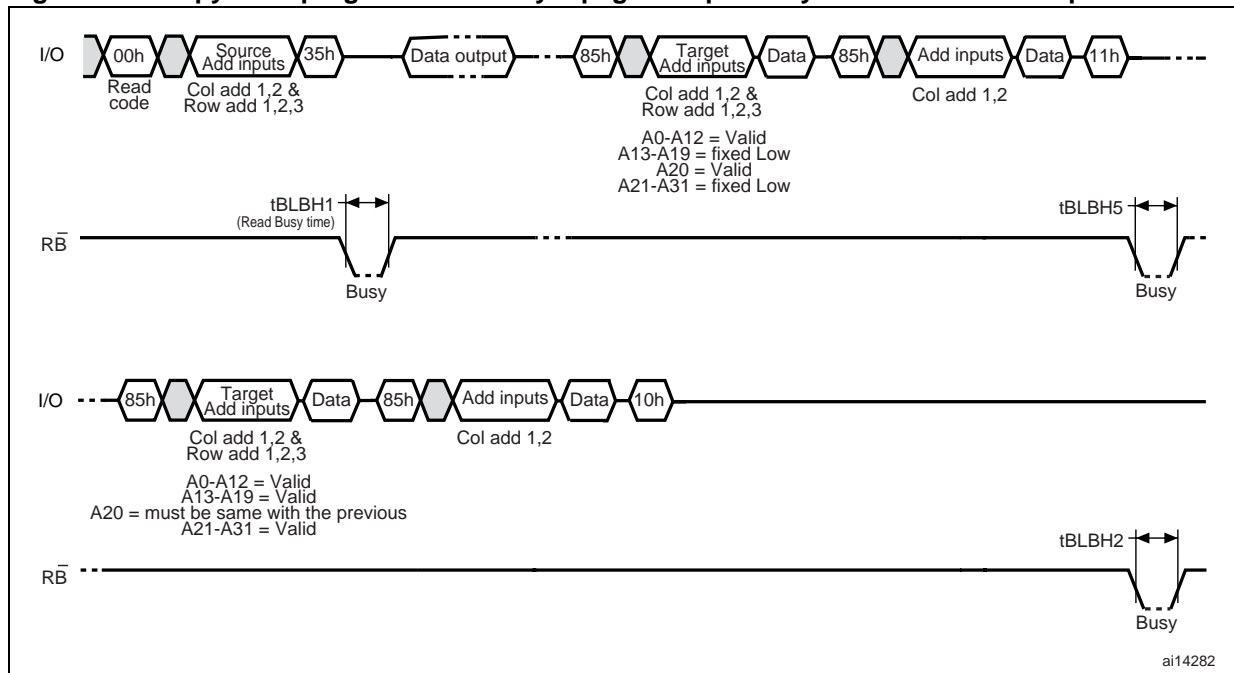 I/O 00h Source Add inputs 35h Data output 85h Target Add inputs Data 85h Add inputs Data 11h
Read code
Col add 1,2 &
Row add 1,2,3
Col add 1,2 &
Row add 1,2,3
Col add 1,2
A0-A12 = Valid
A13-A19 = fixed Low
A20 = Valid
A21-A31 = fixed Low
tBLBH1
(Read Busy time)
tBLBH5
RB
Busy
Busy
I/O 85h Target Add inputs Data 85h Add inputs Data 10h
Col add 1,2 &
Row add 1,2,3
Col add 1,2
A0-A12 = Valid
A13-A19 = Valid
A20 = must be same with the previous
A21-A31 = Valid
tBLBH2
RB
Busy
ai14282